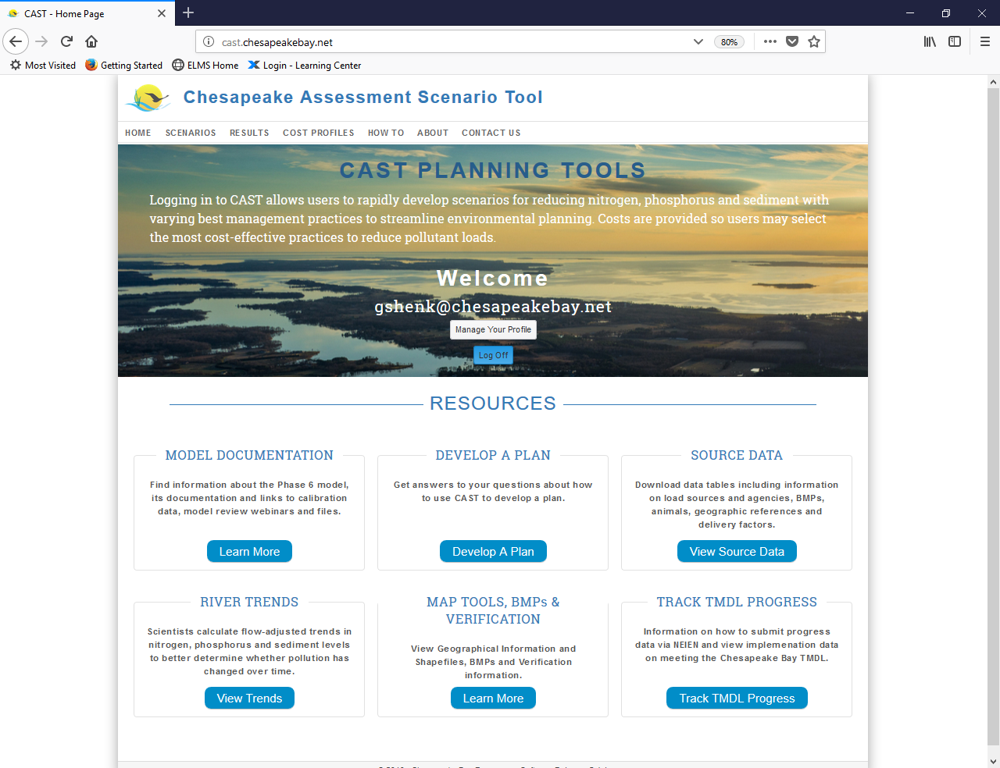 CAST - Home Page
cast.chesapeakebay.net
80%
Most Visited
Getting Started
ELMS Home
Login - Learning Center
Chesapeake Assessment Scenario Tool
HOME SCENARIOS RESULTS COST PROFILES HOW TO ABOUT CONTACT US
CAST PLANNING TOOLS
Logging in to CAST allows users to rapidly develop scenarios for reducing nitrogen, phosphorus and sediment with
varying best management practices to streamline environmental planning. Costs are provided so users may select
the most cost-effective practices to reduce pollutant loads.
Welcome
gshenk@chesapeakebay.net
Manage Your Profile
Log Off
RESOURCES
MODEL DOCUMENTATION
Find information about the Phase 6 model,
its documentation and links to calibration
data, model review webinars and files.
Learn More
DEVELOP A PLAN
Get answers to your questions about how
to use CAST to develop a plan.
Develop A Plan
SOURCE DATA
Download data tables including information
on load sources and agencies, BMPs,
animals, geographic references and
delivery factors.
View Source Data
RIVER TRENDS
Scientists calculate flow-adjusted trends in
nitrogen, phosphorus and sediment levels
to better determine whether pollution has
changed over time.
View Trends
MAP TOOLS, BMPs &
VERIFICATION
View Geographical Information and
Shapefiles, BMPs and Verification
information.
Learn More
TRACK TMDL PROGRESS
Information on how to submit progress
data via NEIEN and view implemenation data
on meeting the Chesapeake Bay TMDL.
Track TMDL Progress